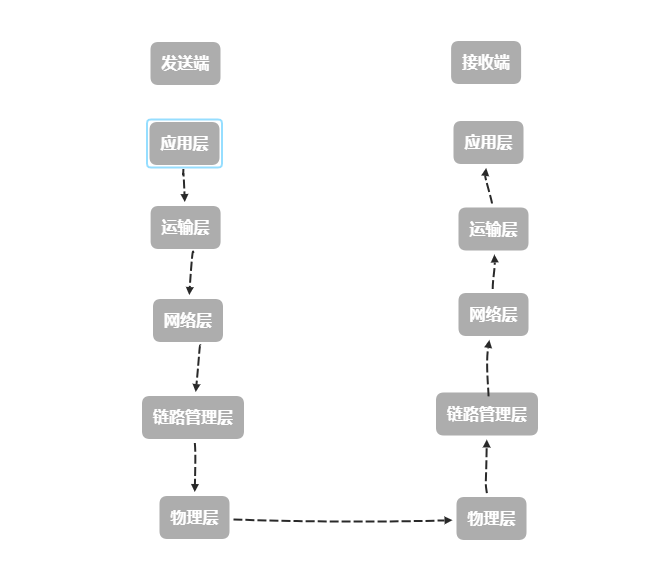 发送端
接收端
应用层
应用层
运输层
运输层
网络层
网络层
链路管理层
链路管理层
物理层
物理层